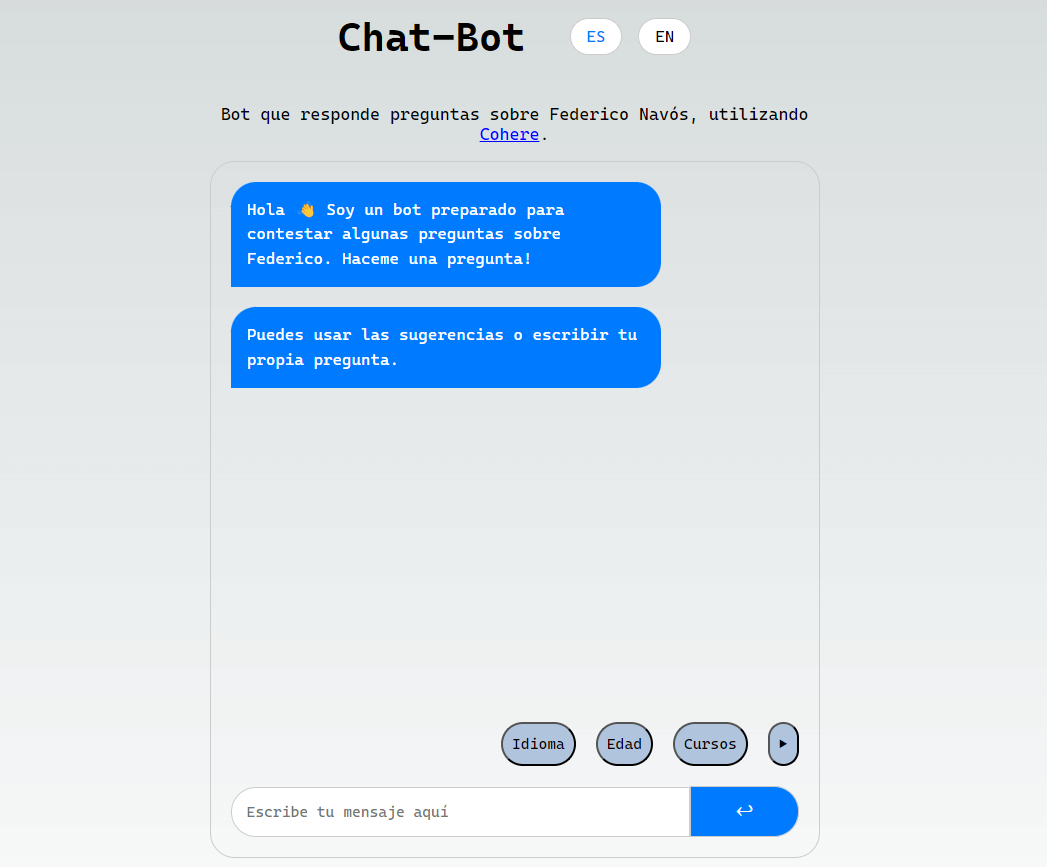 Chat-Bot
ES
EN
Bot que responde preguntas sobre Federico Navós, utilizando
Cohere.
Hola 👋 Soy un bot preparado para
contestar algunas preguntas sobre
Federico. Haceme una pregunta!
Puedes usar las sugerencias o escribir tu
propia pregunta.
Idioma
Edad
Cursos
Escribe tu mensaje aquí